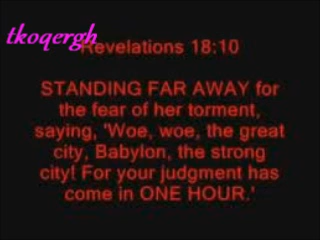 tkoqergh
Revelations 18:10
STANDING FAR AWAY for
the fear of her torment,
saying, 'Woe, woe, the great
city, Babylon, the strong
city! For your judgment has
come in ONE HOUR.'